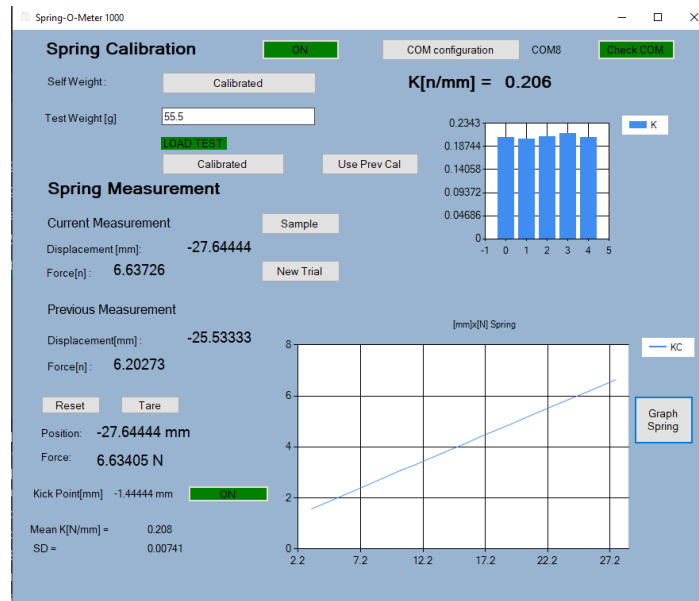 Spring-O-Meter 1000
Spring Calibration
ON
COM configuration
COM8
Check COM
Self Weight :
Calibrated
K[n/mm] = 0.206
Test Weight [g]
55.5
LOAD TEST
Calibrated
Use Prev Cal
0.2343
0.18744
0.14058
0.09372
0.04686
0
-1 0 1 2 3 4 5
K
Spring Measurement
Current Measurement
Sample
Displacement [mm]:
-27.64444
Force[n] :
6.63726
New Trial
Previous Measurement
Displacement[mm] :
-25.53333
Force[n] :
6.20273
Reset
Tare
Position: -27.64444 mm
Force: 6.63405 N
Kick Point[mm] -1.44444 mm
ON
Mean K[N/mm] = 0.208
SD = 0.00741
[mm]x[N] Spring
8
6
4
2
0
2.2 7.2 12.2 17.2 22.2 27.2
KC
Graph
Spring